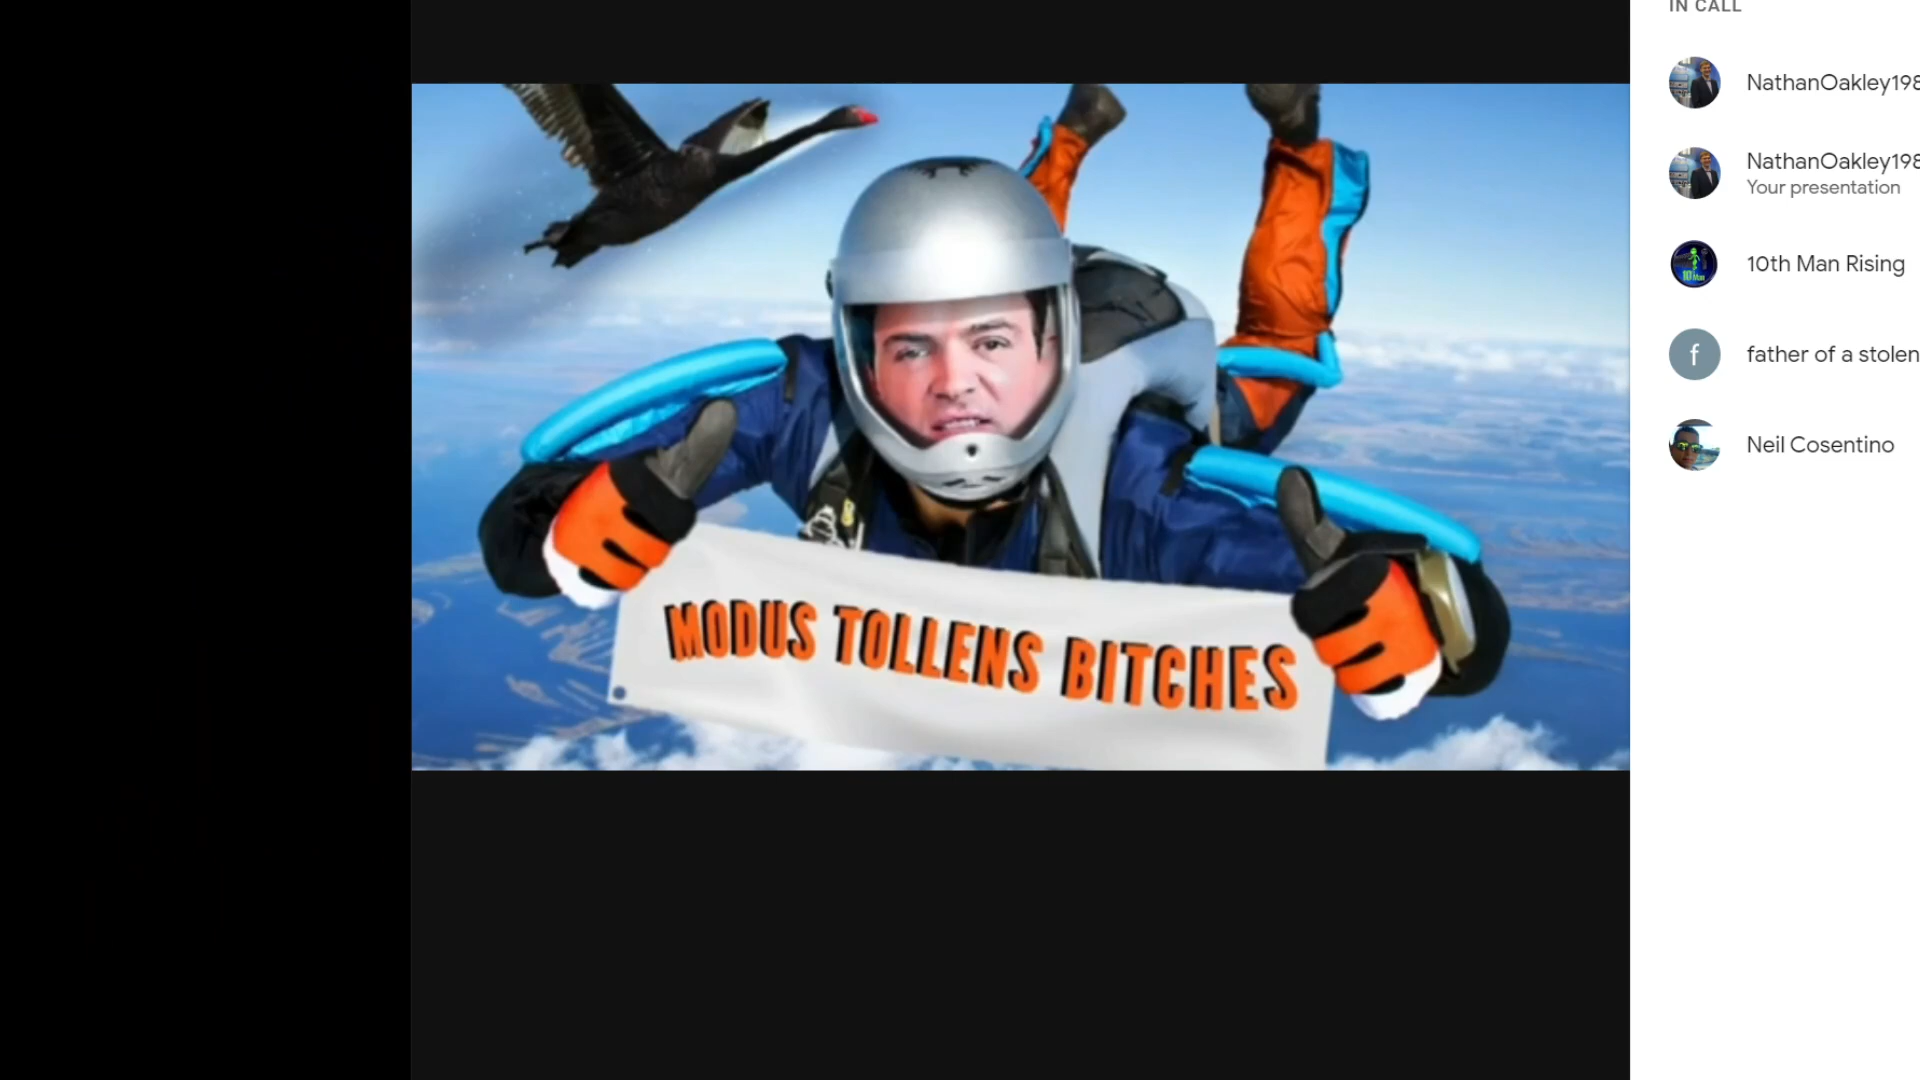 IN CALL
NathanOakley198
NathanOakley198
Your presentation
10th Man Rising
f
father of a stolen
Neil Cosentino
MODUS TOLLENS BITCHES